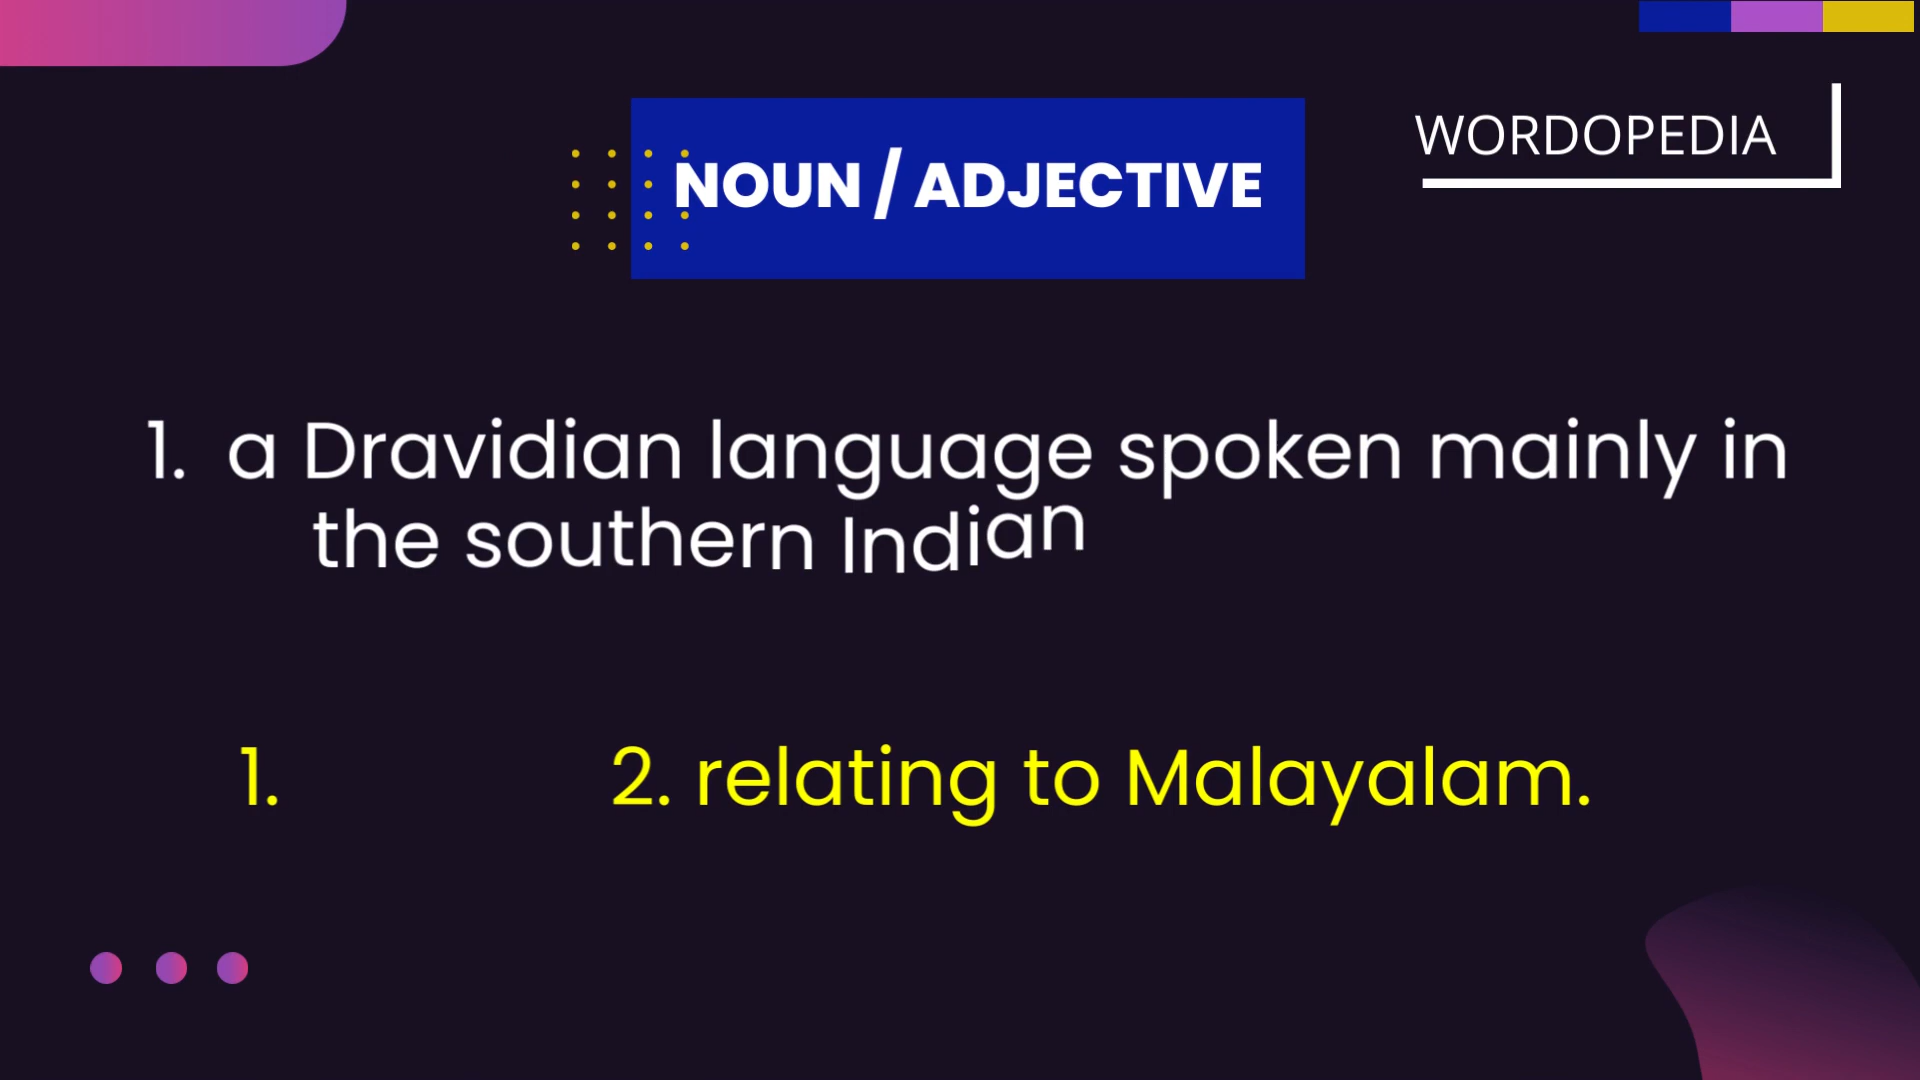 WORDOPEDIA
NOUN / ADJECTIVE
1. a Dravidian language spoken mainly in
the southern Indian
1. 2. relating to Malayalam.